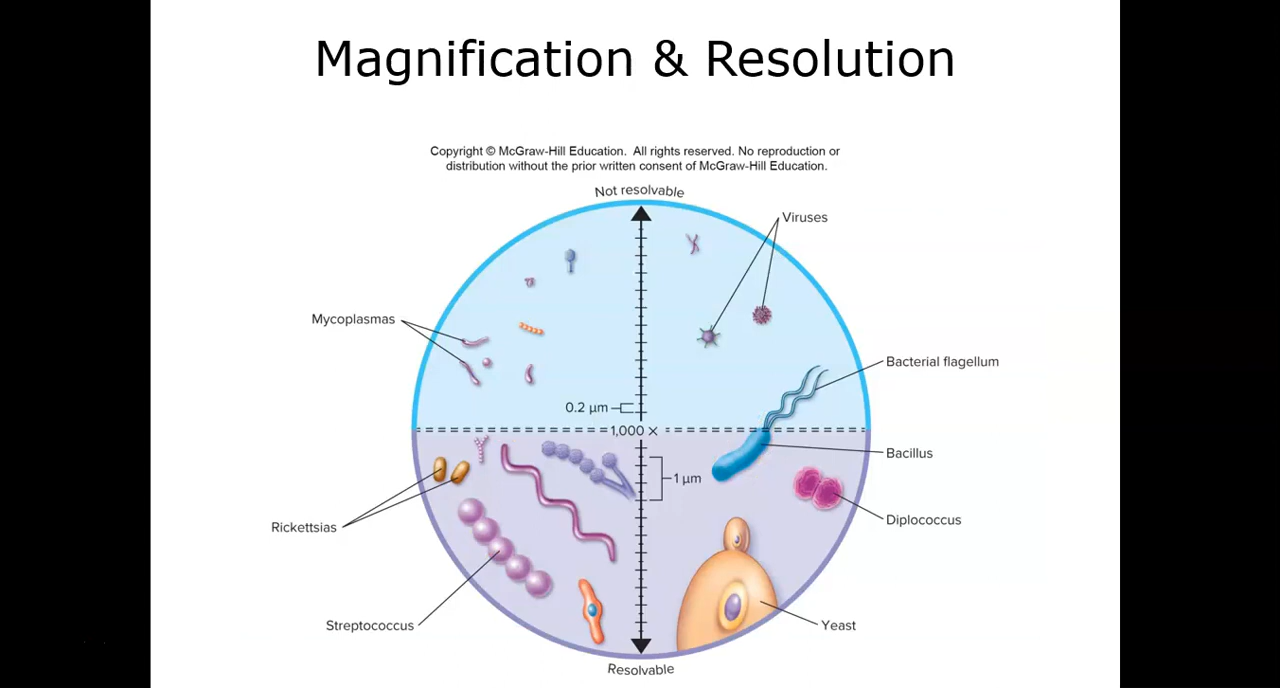 Magnification & Resolution
Copyright © McGraw-Hill Education. All rights reserved. No reproduction or
distribution without the prior written consent of McGraw-Hill Education.
Not resolvable
Viruses
Mycoplasmas
Bacterial flagellum
0.2 µm
1,000 ×
Bacillus
1 µm
Diplococcus
Rickettsias
Streptococcus
Yeast
Resolvable